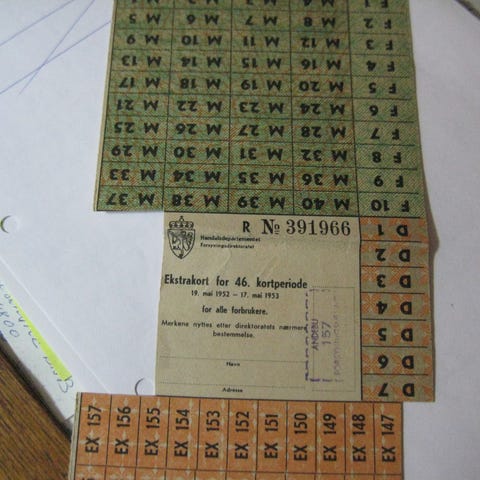 F 2 M 8 M 7 M 6 M 5
F 3 M 12 M 11 M 10 M 9
F 4 M 16 M 15 M 14 M 13
F 5 M 20 M 19 M 18 M 17
F 6 M 24 M 23 M 22 M 21
F 7 M 28 M 27 M 26 M 25
F 8 M 32 M 31 M 30 M 29
F 9 M 36 M 35 M 34 M 33
F 10 M 40 M 39 M 38 M 37
R № 391966
Handelsdepartementet
Forsyningsdirektoratet
Ekstrakort for 46. kortperiode
19. mai 1952 — 17. mai 1953
for alle forbrukere.
Merkene nyttes etter direktoratets nærmere
bestemmelse.
Navn
Adresse
ANDEBU
157
D 1
D 2
D 3
D 4
D 5
D 6
D 7
EX 157
EX 156
EX 155
EX 154
EX 153
EX 152
EX 151
EX 150
EX 149
EX 148
EX 147